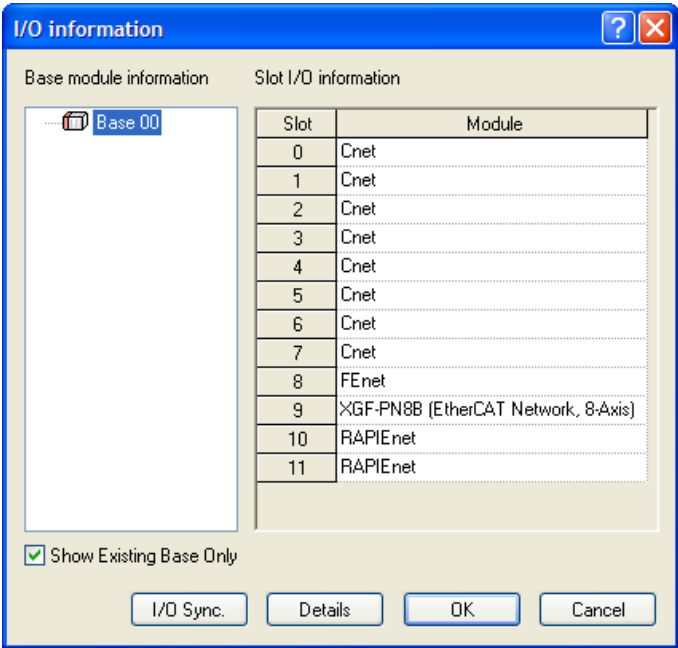 I/O information
Base module information
Slot I/O information
Base 00
Slot Module
0 Cnet
1 Cnet
2 Cnet
3 Cnet
4 Cnet
5 Cnet
6 Cnet
7 Cnet
8 FEnet
9 XGF-PN8B (EtherCAT Network, 8-Axis)
10 RAPIEnet
11 RAPIEnet
Show Existing Base Only
I/O Sync. Details OK Cancel